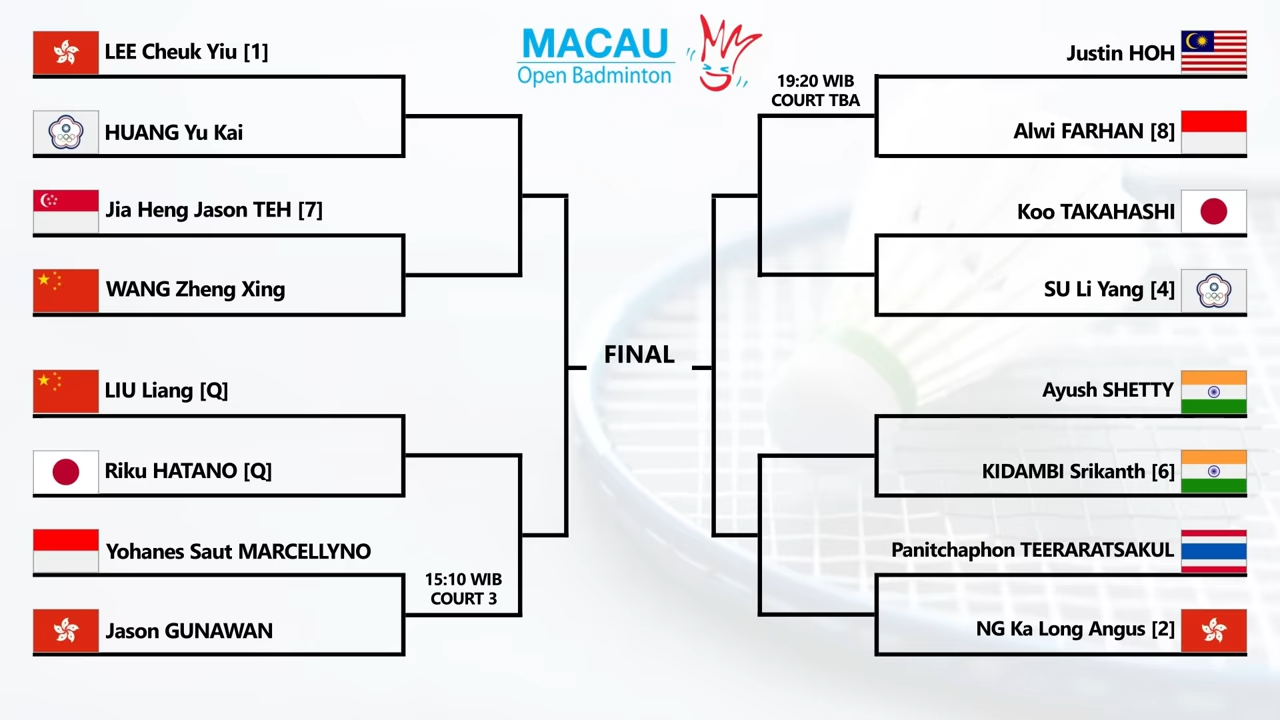 MACAU
Open Badminton
LEE Cheuk Yiu [1]
HUANG Yu Kai
Jia Heng Jason TEH [7]
WANG Zheng Xing
LIU Liang [Q]
Riku HATANO [Q]
Yohanes Saut MARCELLYNO
Jason GUNAWAN
15:10 WIB
COURT 3
FINAL
19:20 WIB
COURT TBA
Justin HOH
Alwi FARHAN [8]
Koo TAKAHASHI
SU Li Yang [4]
Ayush SHETTY
KIDAMBI Srikanth [6]
Panitchaphon TEERARATSAKUL
NG Ka Long Angus [2]